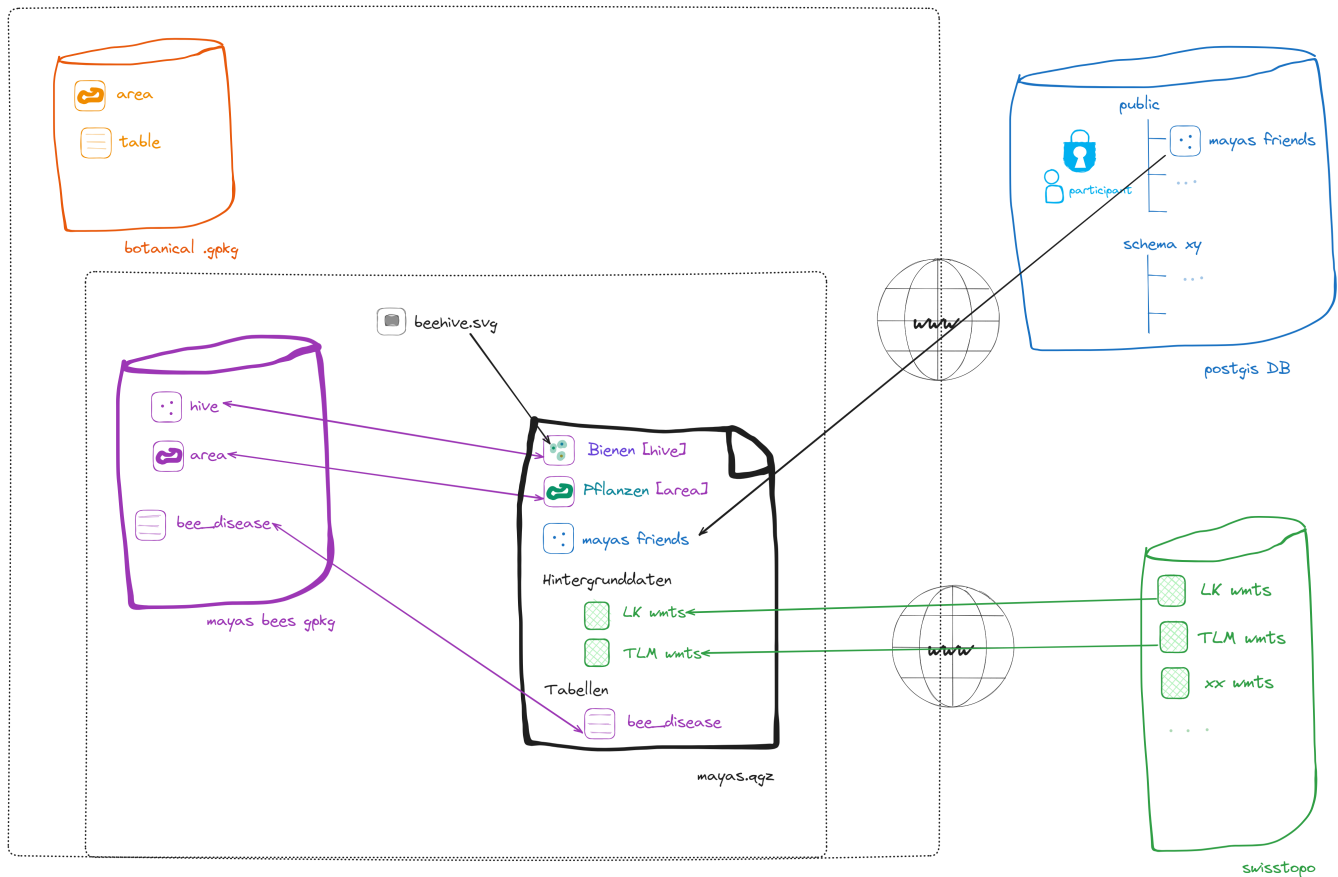 area
table
botanical .gpkg
public
mayas friends
...
participant
schema xy
...
postgis DB
www
beehive.svg
hive
area
bee_disease
mayas bees gpkg
Bienen [hive]
Pflanzen [area]
mayas friends
Hintergrunddaten
LK wmts
TLM wmts
Tabellen
bee_disease
mayas.qgz
www
LK wmts
TLM wmts
xx wmts
...
swisstopo